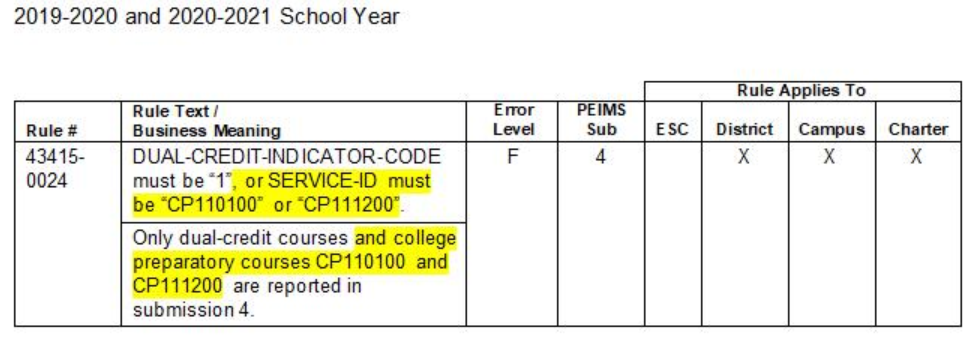 2019-2020 and 2020-2021 School Year
Rule Applies To
Rule #
Rule Text /
Business Meaning
Error
Level
PEIMS
Sub
ESC
District
Campus
Charter
43415-
0024
DUAL-CREDIT-INDICATOR-CODE
must be “1”, or SERVICE-ID must
be “CP110100” or “CP111200”.
F
4
X
X
X
Only dual-credit courses and college
preparatory courses CP110100 and
CP111200 are reported in
submission 4.